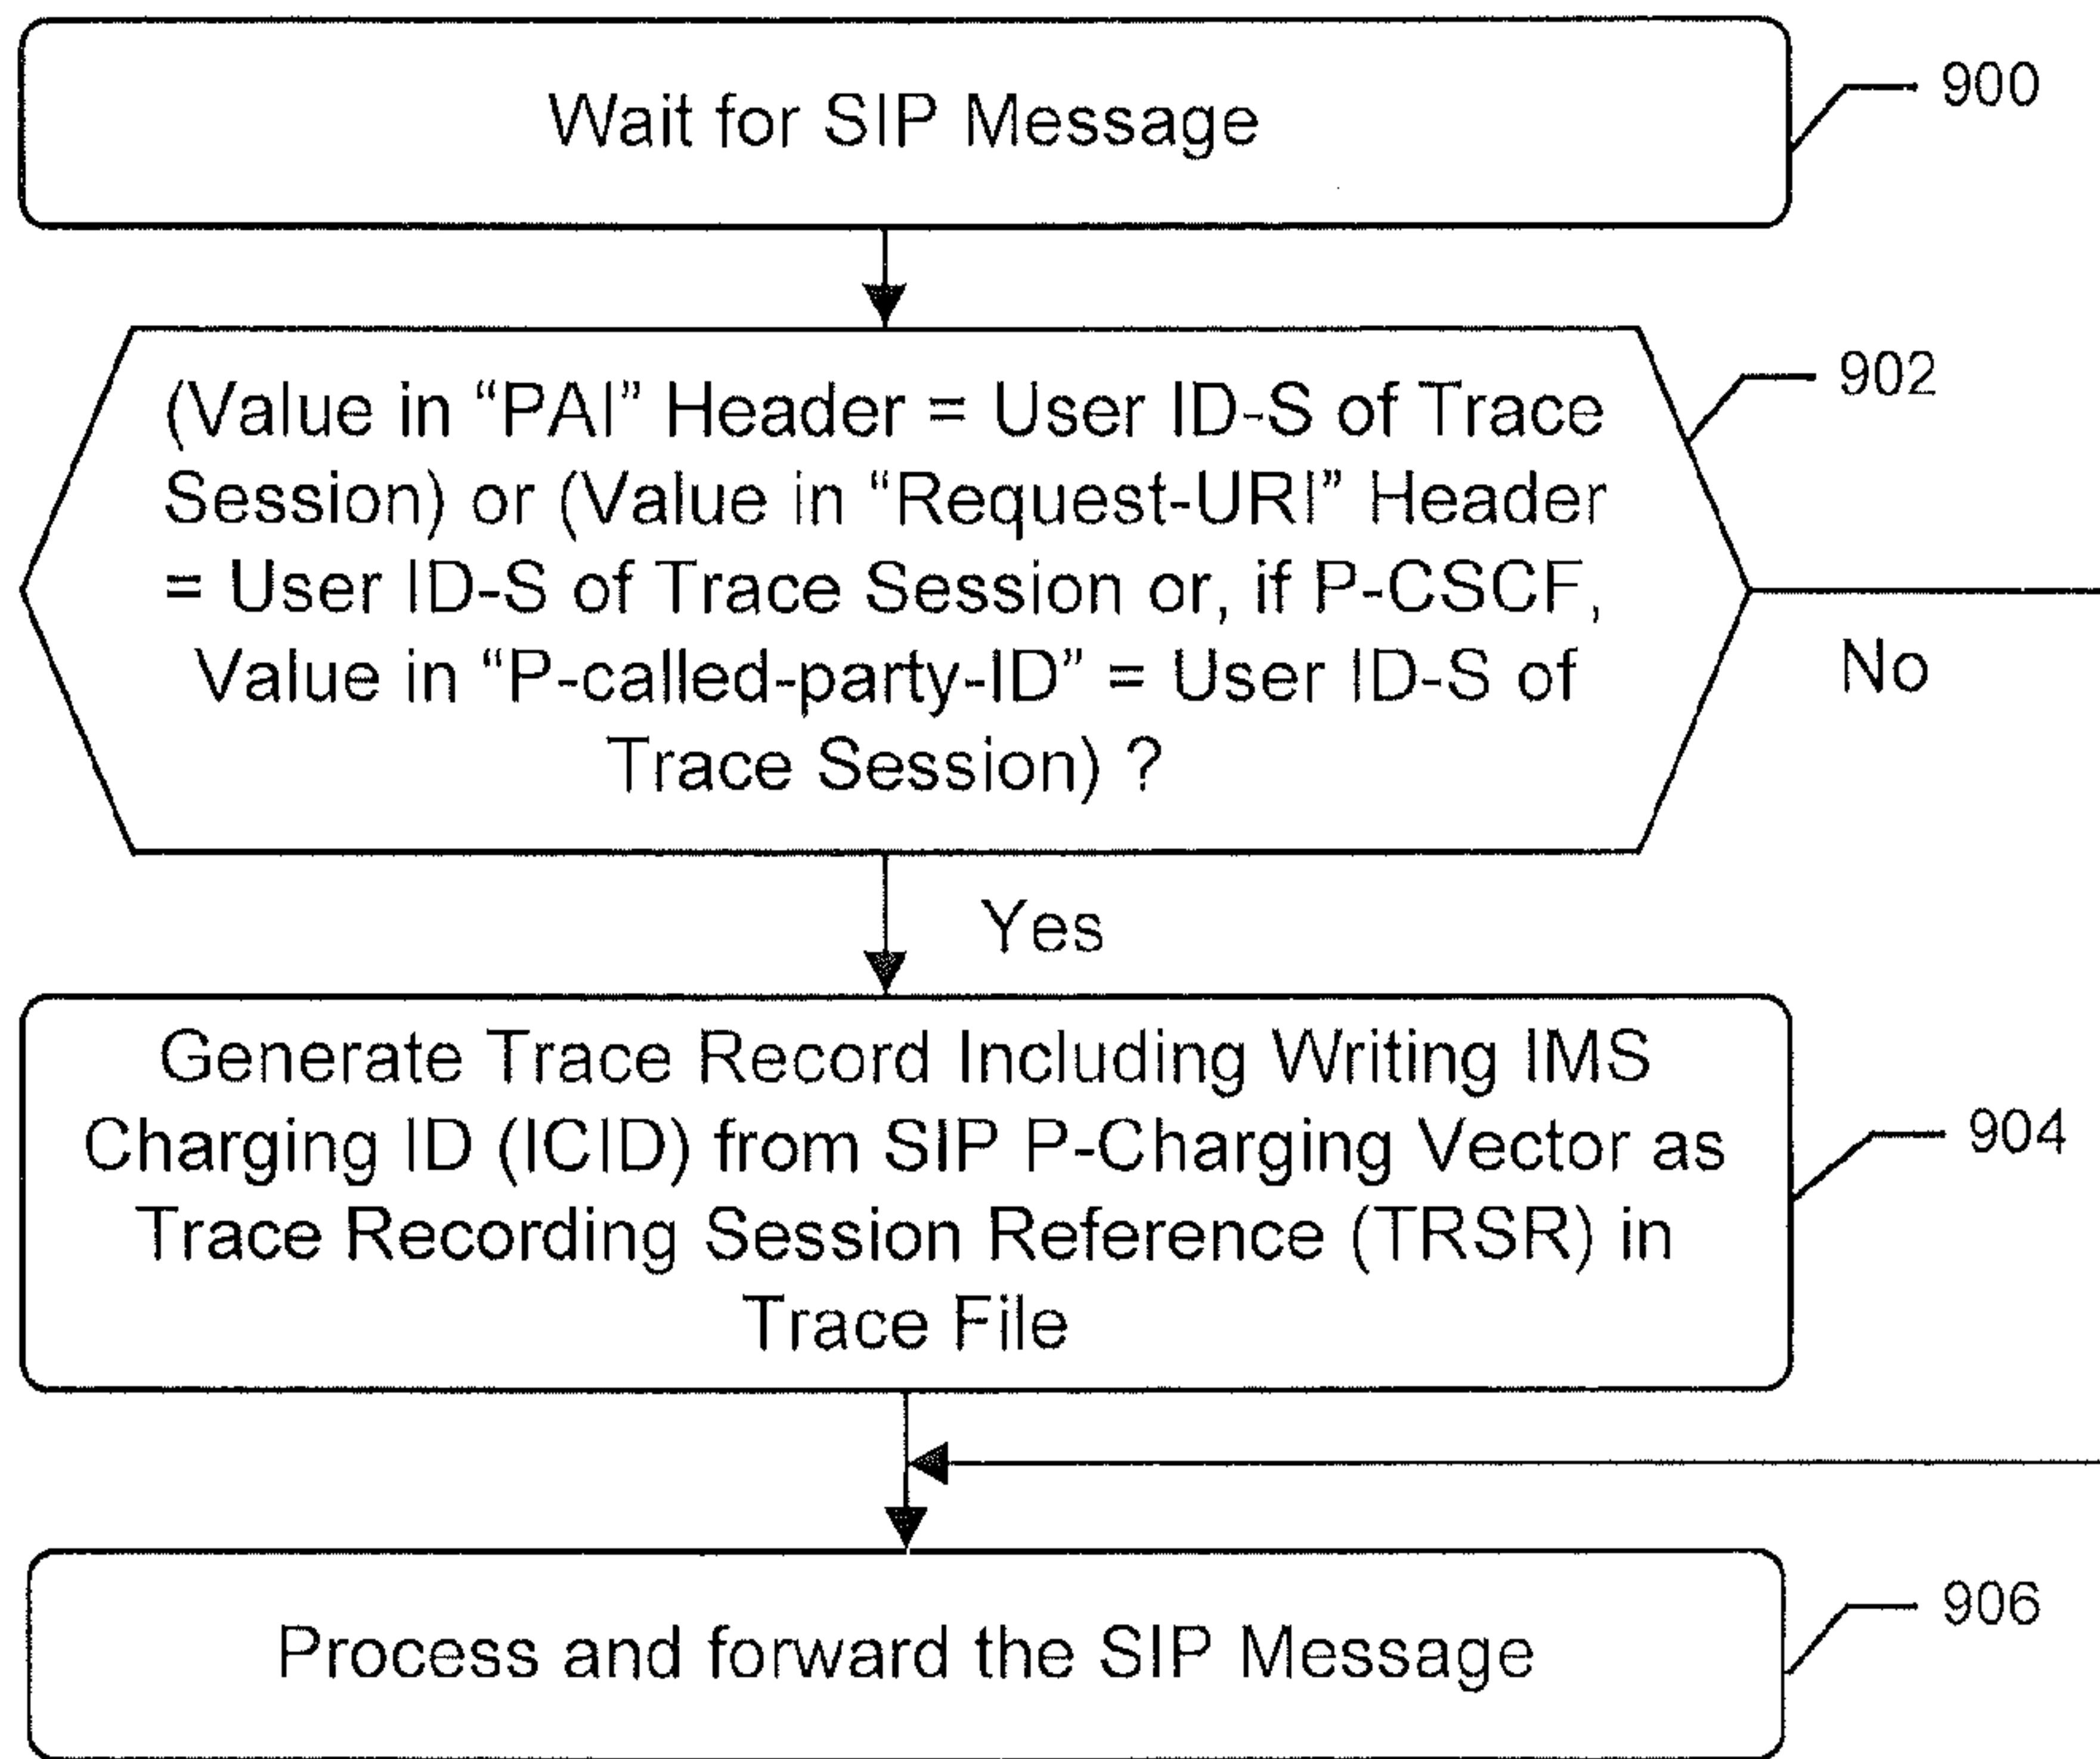 Wait for SIP Message
900
(Value in “PAI” Header = User ID-S of Trace
Session) or (Value in “Request-URI” Header
= User ID-S of Trace Session or, if P-CSCF,
Value in “P-called-party-ID” = User ID-S of
Trace Session) ?
902
No
Yes
Generate Trace Record Including Writing IMS
Charging ID (ICID) from SIP P-Charging Vector as
Trace Recording Session Reference (TRSR) in
Trace File
904
Process and forward the SIP Message
906